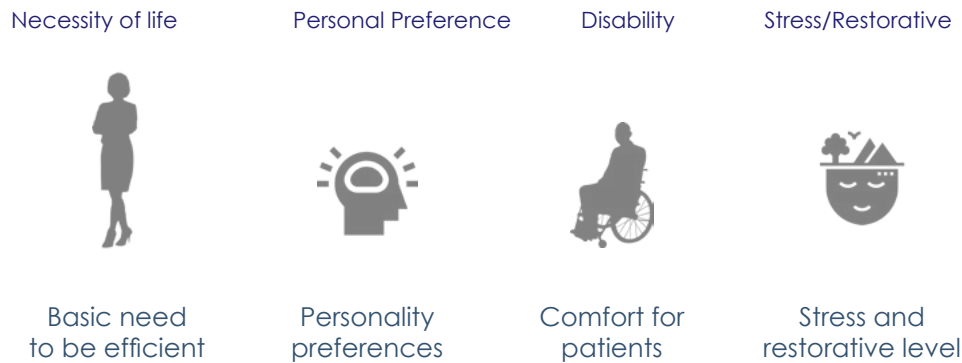 Necessity of life
Personal Preference
Disability
Stress/Restorative
Basic need
to be efficient
Personality
preferences
Comfort for
patients
Stress and
restorative level